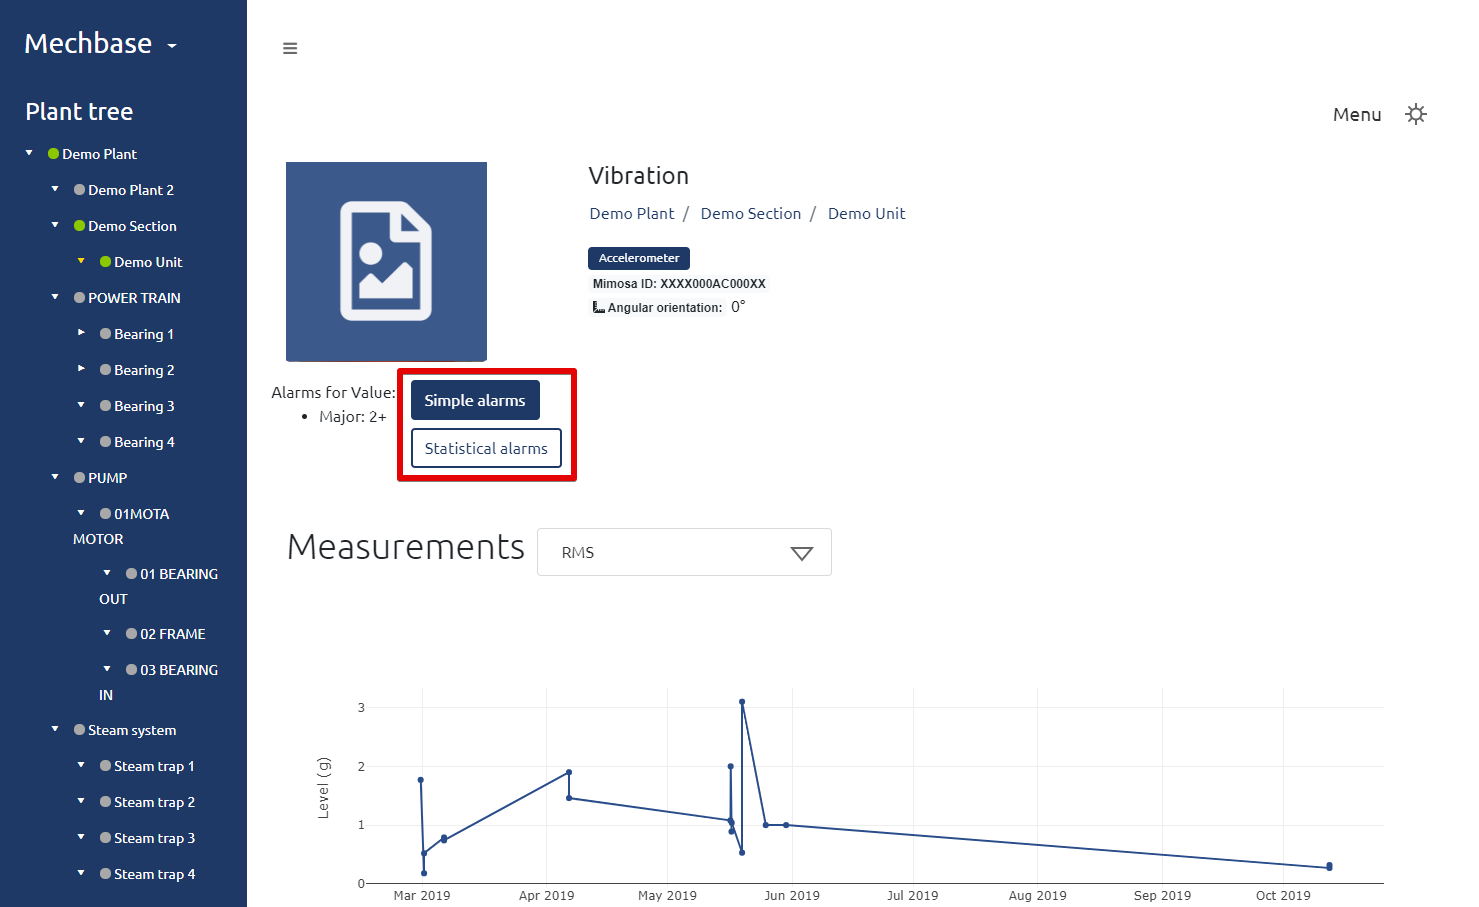 Mechbase
Plant tree
Demo Plant
Demo Plant 2
Demo Section
Demo Unit
POWER TRAIN
Bearing 1
Bearing 2
Bearing 3
Bearing 4
PUMP
01MOTA
MOTOR
01 BEARING
OUT
02 FRAME
03 BEARING
IN
Steam system
Steam trap 1
Steam trap 2
Steam trap 3
Steam trap 4
Menu
Vibration
Demo Plant / Demo Section / Demo Unit
Accelerometer
Mimosa ID: XXXX000AC000XX
Angular orientation: 0°
Alarms for Value:
• Major: 2+
Simple alarms
Statistical alarms
Measurements
RMS
Level (g)
3
2
1
0
Mar 2019 Apr 2019 May 2019 Jun 2019 Jul 2019 Aug 2019 Sep 2019 Oct 2019